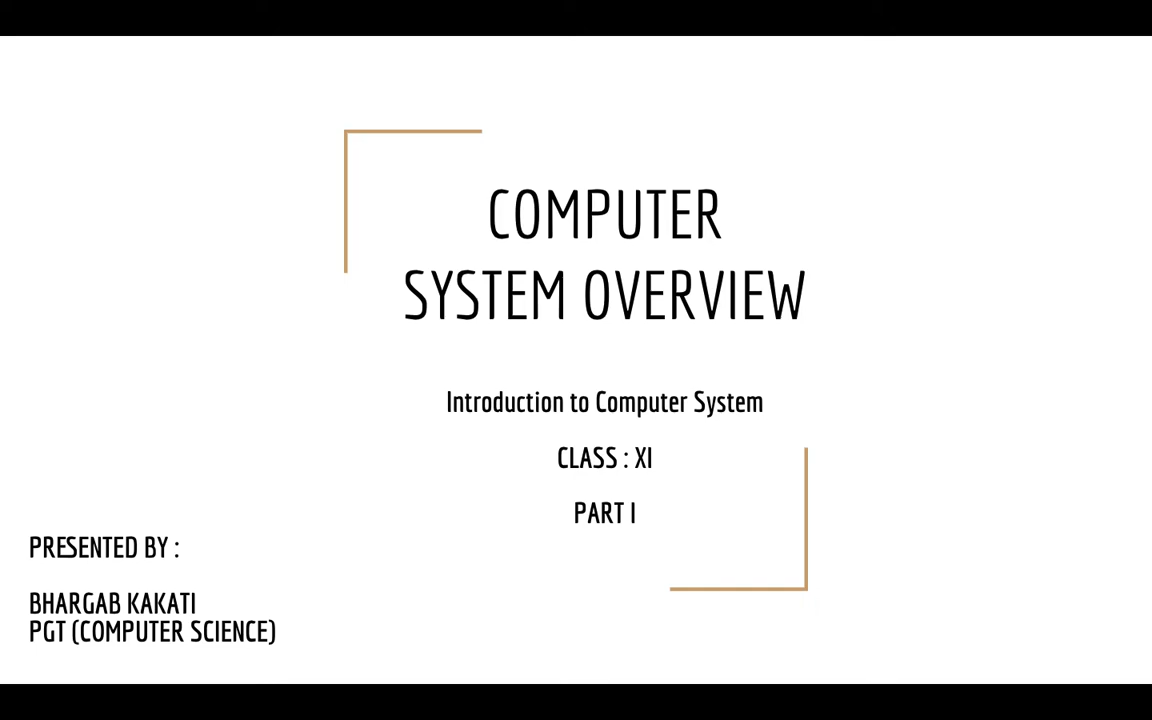 COMPUTER
SYSTEM OVERVIEW
Introduction to Computer System
CLASS : XI
PART I
PRESENTED BY :
BHARGAB KAKATI
PGT (COMPUTER SCIENCE)